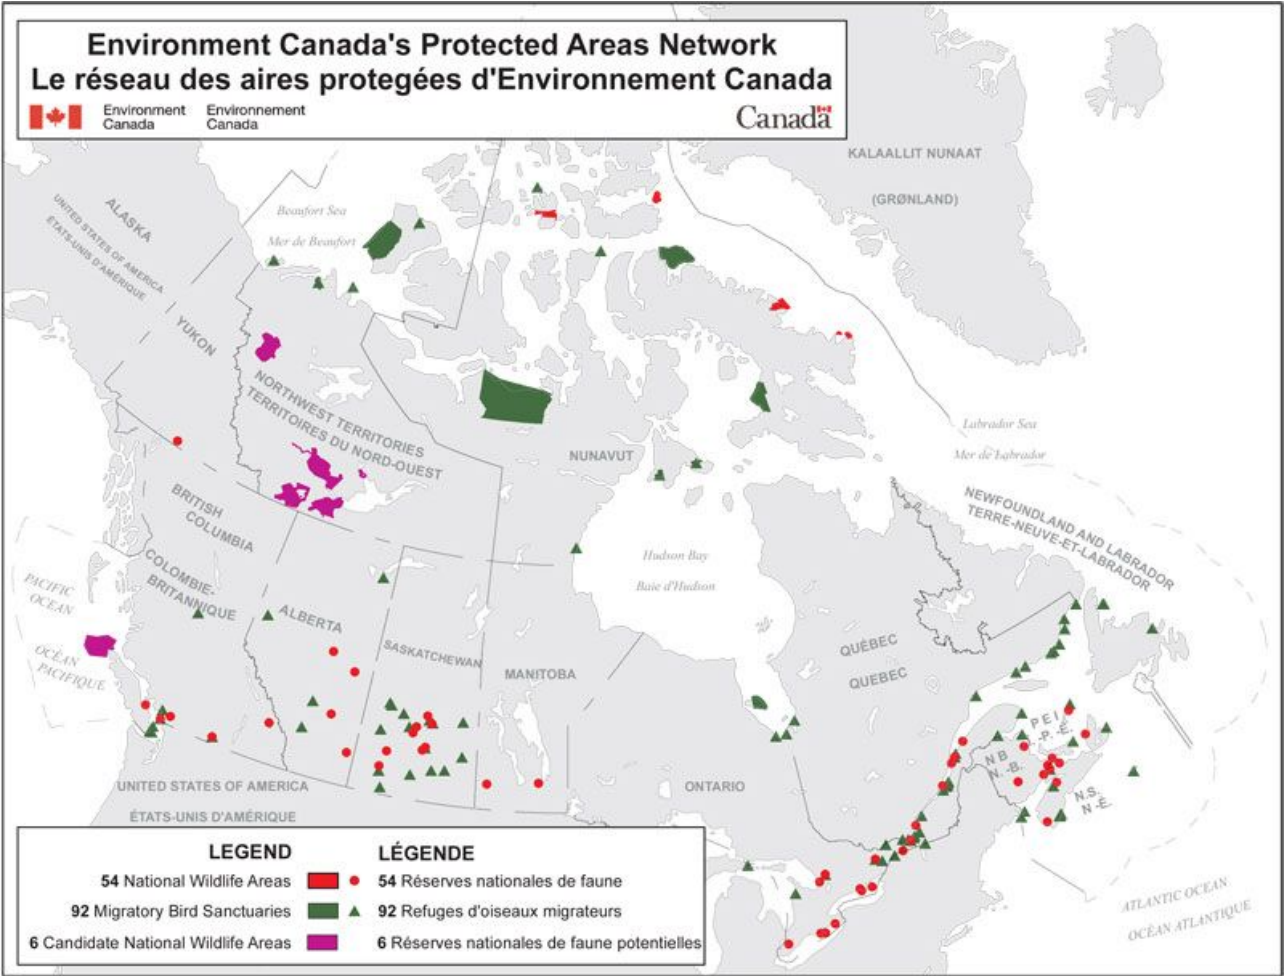 Environment Canada's Protected Areas Network
Le réseau des aires protegées d'Environnement Canada
Environment Canada
Environnement Canada
Canada
KALAALLIT NUNAAT
(GRØNLAND)
Beaufort Sea
Mer de Beaufort
ALASKA
UNITED STATES OF AMERICA
ÉTATS-UNIS D'AMÉRIQUE
YUKON
NORTHWEST TERRITORIES
TERRITOIRES DU NORD-OUEST
NUNAVUT
Labrador Sea
Mer de Labrador
NEWFOUNDLAND AND LABRADOR
TERRE-NEUVE-ET-LABRADOR
BRITISH
COLUMBIA
COLOMBIE-
BRITANNIQUE
PACIFIC
OCEAN
OCÉAN
PACIFIQUE
ALBERTA
SASKATCHEWAN
MANITOBA
Hudson Bay
Baie d'Hudson
QUÉBEC
QUEBEC
ONTARIO
P E I
-P.-É.
N B
N.-B.
N.S.
N-É.
UNITED STATES OF AMERICA
ÉTATS-UNIS D'AMÉRIQUE
ATLANTIC OCEAN
OCÉAN ATLANTIQUE
LEGEND
LÉGENDE
54 National Wildlife Areas
54 Réserves nationales de faune
92 Migratory Bird Sanctuaries
92 Refuges d'oiseaux migrateurs
6 Candidate National Wildlife Areas
6 Réserves nationales de faune potentielles